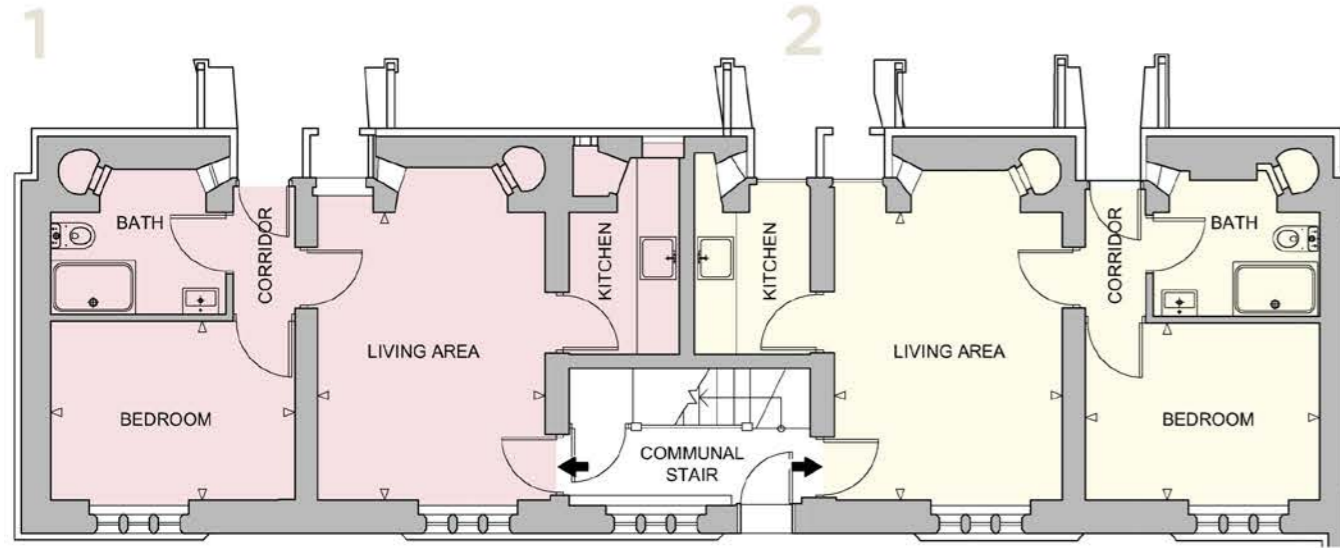 1
2
BATH
CORRIDOR
KITCHEN
KITCHEN
CORRIDOR
BATH
LIVING AREA
LIVING AREA
BEDROOM
BEDROOM
COMMUNAL
STAIR